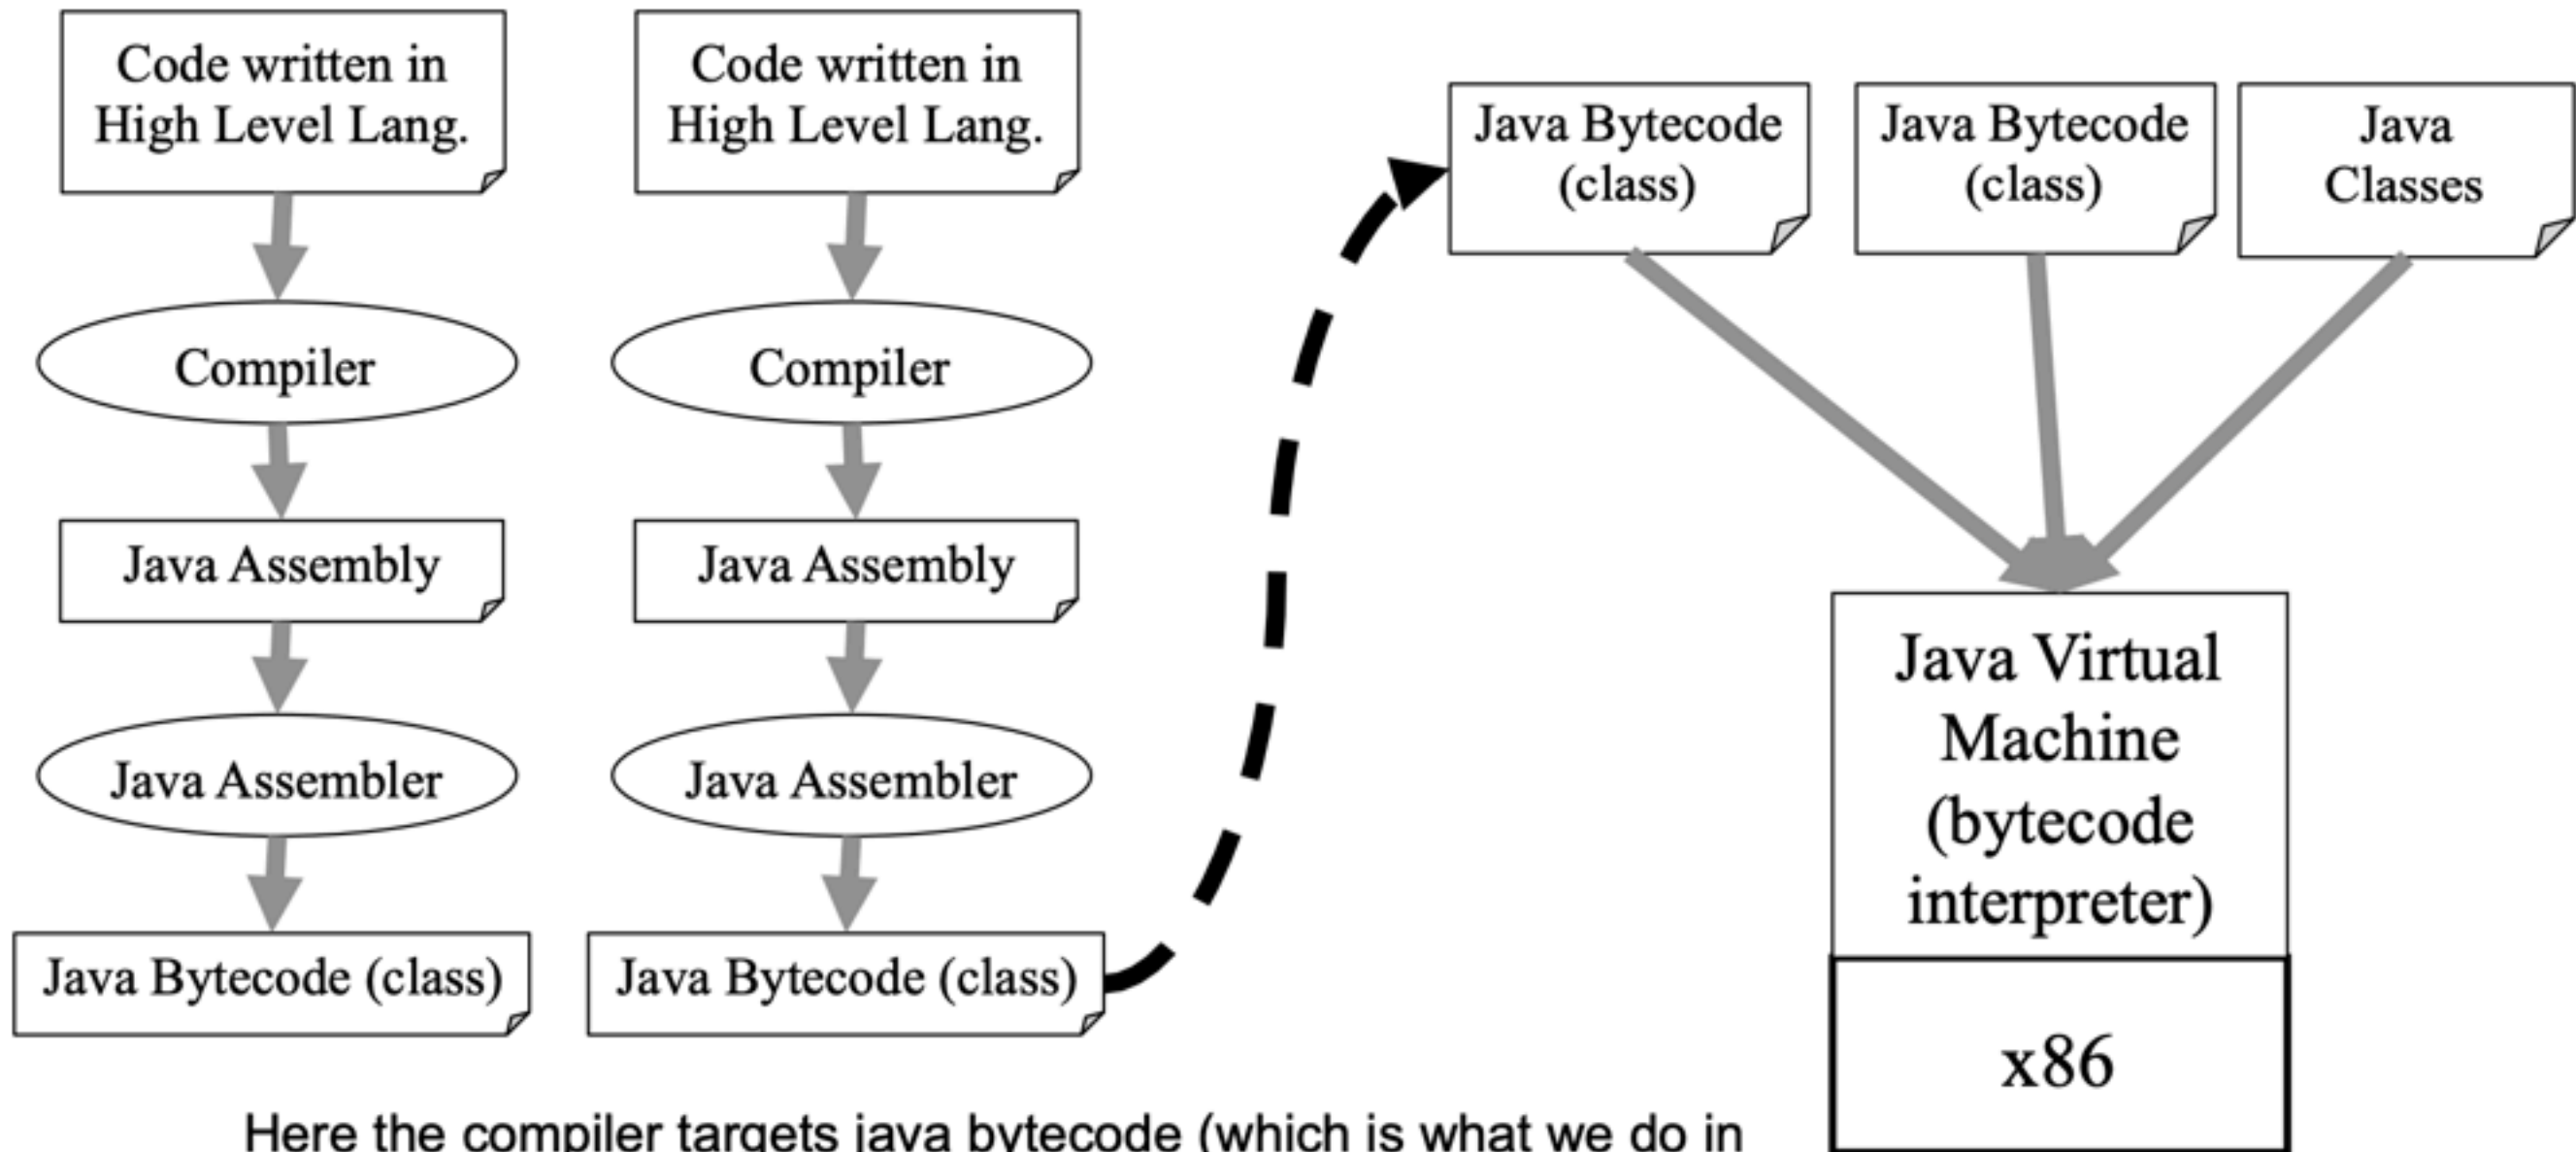 Code written in
High Level Lang.
Compiler
Java Assembly
Java Assembler
Java Bytecode (class)
Code written in
High Level Lang.
Compiler
Java Assembly
Java Assembler
Java Bytecode (class)
Java Bytecode
(class)
Java Bytecode
(class)
Java
Classes
Java Virtual
Machine
(bytecode
interpreter)
x86
Here the compiler targets java bytecode (which is what we do in